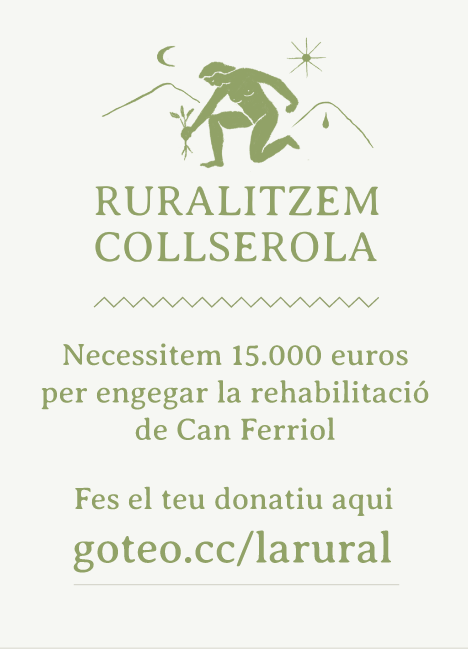 RURALITZEM
COLLSEROLA
Necessitem 15.000 euros
per engegar la rehabilitació
de Can Ferriol
Fes el teu donatiu aqui
goteo.cc/larural